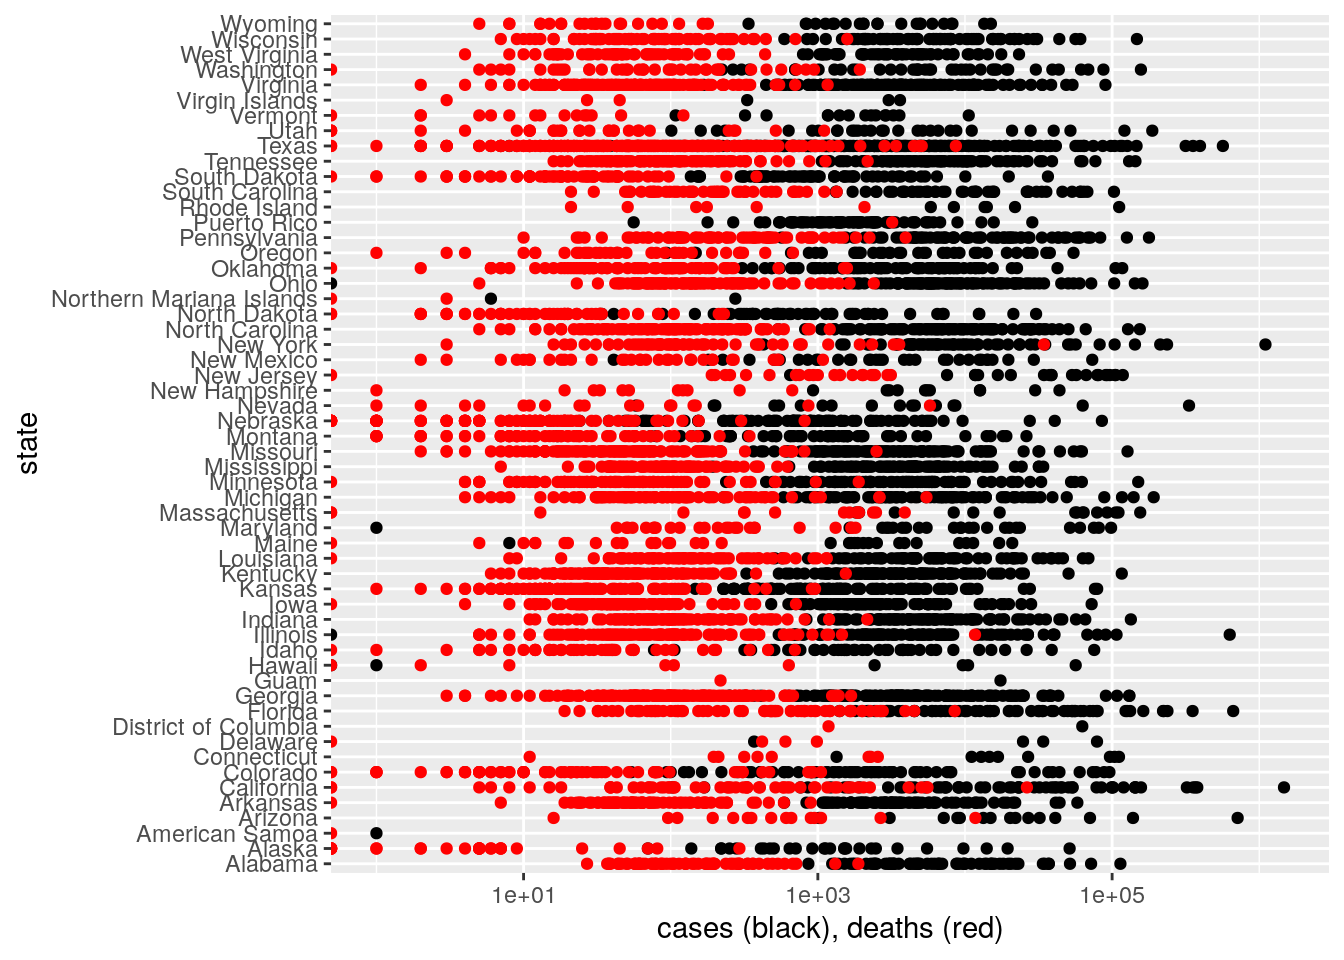 Wyoming
Wisconsin
West Virginia
Washington
Virginia
Virgin Islands
Vermont
Utah
Texas
Tennessee
South Dakota
South Carolina
Rhode Island
Puerto Rico
Pennsylvania
Oregon
Oklahoma
Ohio
Northern Mariana Islands
North Dakota
North Carolina
New York
New Mexico
New Jersey
New Hampshire
Nevada
Nebraska
Montana
Missouri
Mississippi
Minnesota
Michigan
Massachusetts
Maryland
Maine
Louisiana
Kentucky
Kansas
Iowa
Indiana
Illinois
Idaho
Hawaii
Guam
Georgia
Florida
District of Columbia
Delaware
Connecticut
Colorado
California
Arkansas
Arizona
American Samoa
Alaska
Alabama
state
1e+01 1e+03 1e+05
cases (black), deaths (red)